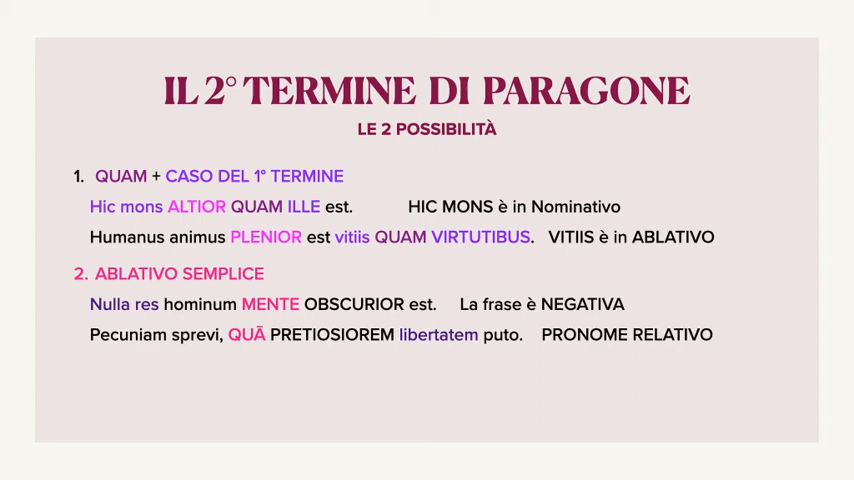 IL 2° TERMINE DI PARAGONE
LE 2 POSSIBILITÀ
1. QUAM + CASO DEL 1° TERMINE
Hic mons ALTIOR QUAM ILLE est. HIC MONS è in Nominativo
Humanus animus PLENIOR est vitiis QUAM VIRTUTIBUS. VITIIS è in ABLATIVO
2. ABLATIVO SEMPLICE
Nulla res hominum MENTE OBSCURIOR est. La frase è NEGATIVA
Pecuniam sprevi, QUĀ PRETIOSIOREM libertatem puto. PRONOME RELATIVO